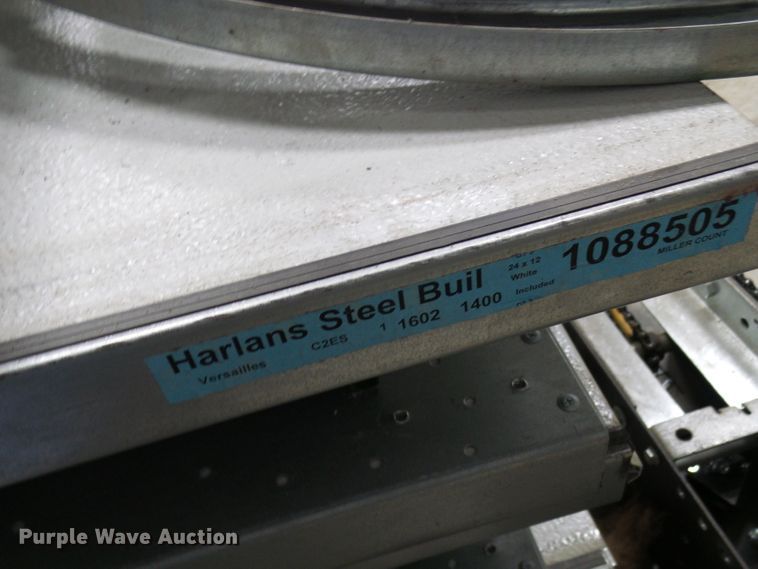 Harlans Steel Buil
Versailles C2ES 1 1602 1400
24 x 12
White
Included
1088505
MILLER COUNT
Purple Wave Auction